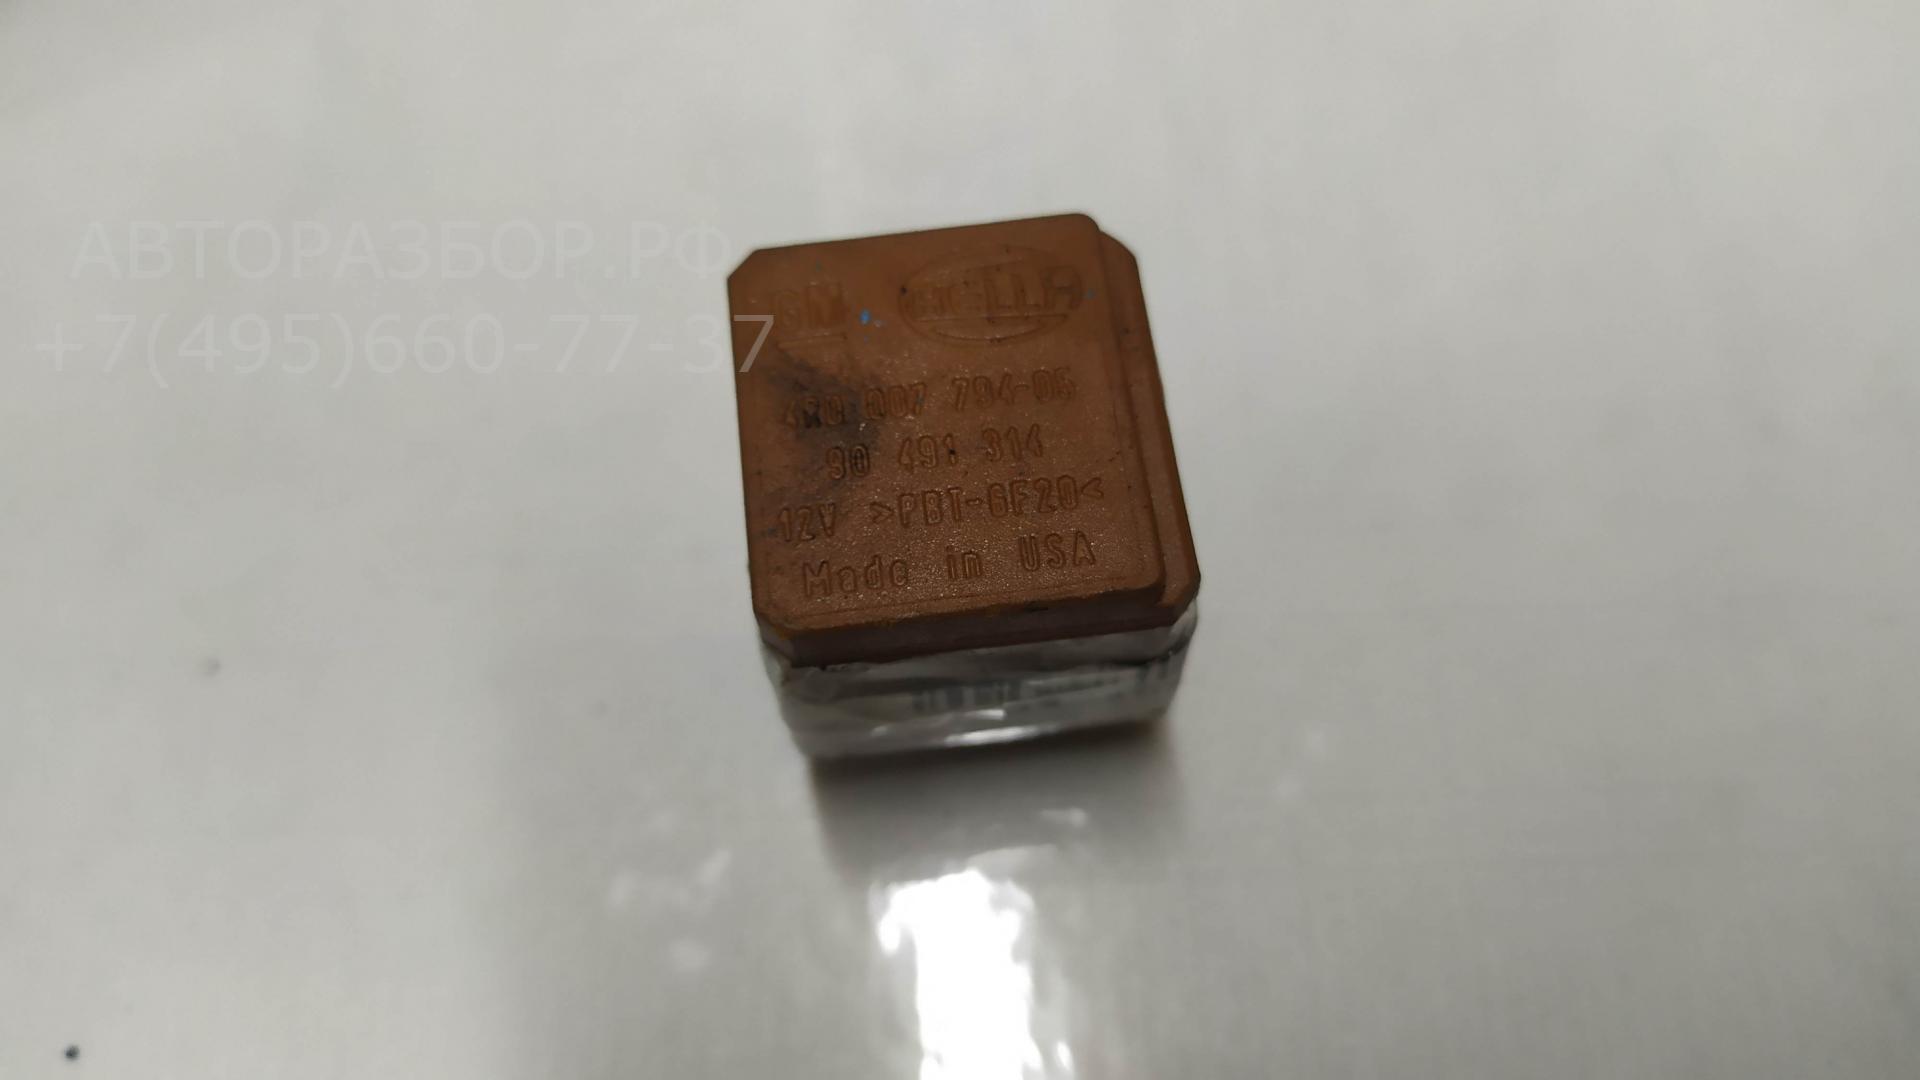 АВТОРАЗБОР.РФ
+7(495)660-77-37
GM HELLA
4RD 007 794-05
90 491 314
12V >PBT-GF20<
Made in USA